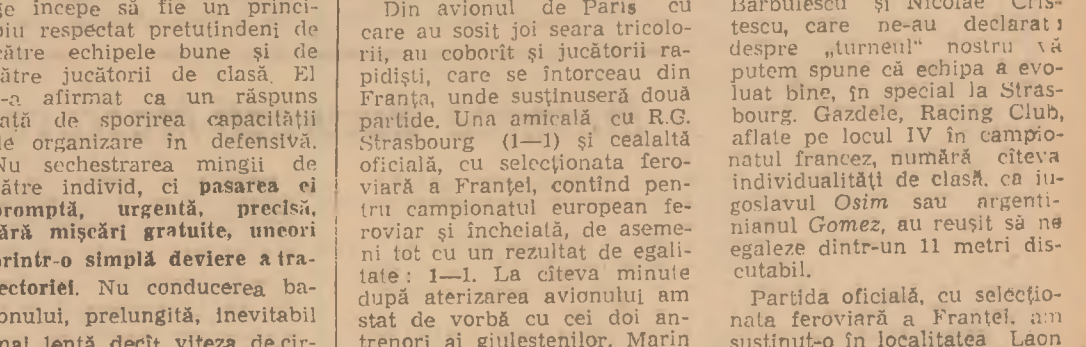 ge începe să fie un princi-
piu respectat pretutindeni de
către echipele bune și de
către jucătorii de clasă. El
s-a afirmat ca un răspuns
față de sporirea capacității
de organizare în defensivă.
Nu sechestrarea mingii de
către individ, ci pasarea ei
promptă, urgentă, precisă,
fără mișcări gratuite, uneori
printr-o simplă deviere a tra-
iectoriei. Nu conducerea ba-
lonului, prelungită, inevitabil
mai lentă decît viteza de cir-
Din avionul de Paris cu
care au sosit joi seara tricolo-
rii, au coborît și jucătorii ra-
pidiști, care se întorceau din
Franța, unde susținuseră două
partide. Una amicală cu R.C.
Strasbourg (1—1) și cealaltă
oficială, cu selecționata fero-
viară a Franței, contînd pen-
tru campionatul european fe-
roviar și încheiată, de aseme-
ni tot cu un rezultat de egali-
tate: 1—1. La cîteva minute
după aterizarea avionului am
stat de vorbă cu cei doi an-
trenori ai giuleștenilor, Marin
Bărbulescu și Nicolae Cris-
tescu, care ne-au declarat:
despre „turneul" nostru vă
putem spune că echipa a evo-
luat bine, în special la Stras-
bourg. Gazdele, Racing Club,
aflate pe locul IV în campio-
natul francez, numără cîteva
individualități de clasă, ca iu-
goslavul Osim sau argenti-
nianul Gomez, au reușit să ne
egaleze dintr-un 11 metri dis-
cutabil.
Partida oficială, cu selecțio-
nata feroviară a Franței, am
susținut-o în localitatea Laon